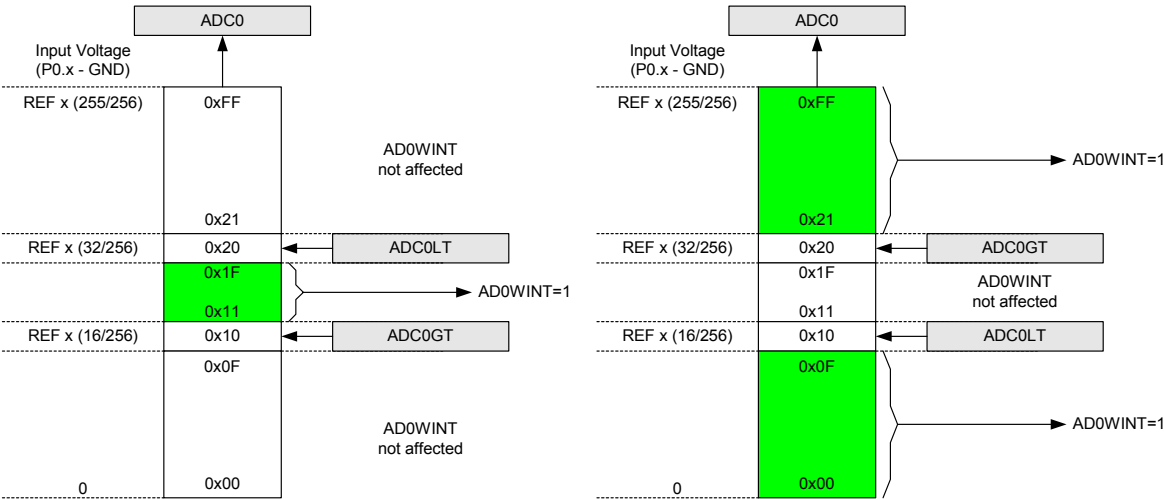 ADC0
Input Voltage
(P0.x - GND)
REF x (255/256)
0xFF
AD0WINT
not affected
0x21
REF x (32/256)
0x20
ADC0LT
0x1F
AD0WINT=1
0x11
REF x (16/256)
0x10
ADC0GT
0x0F
AD0WINT
not affected
0
0x00
ADC0
Input Voltage
(P0.x - GND)
REF x (255/256)
0xFF
AD0WINT=1
0x21
REF x (32/256)
0x20
ADC0GT
0x1F
AD0WINT
not affected
0x11
REF x (16/256)
0x10
ADC0LT
0x0F
AD0WINT=1
0
0x00